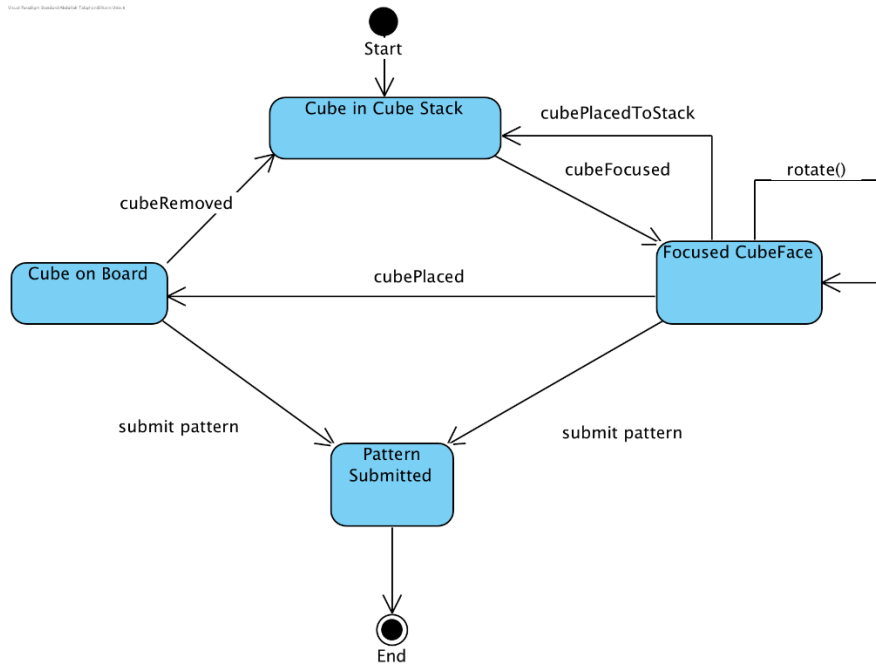 Start
Cube in Cube Stack
cubePlacedToStack
cubeFocused
rotate()
cubeRemoved
Focused CubeFace
Cube on Board
cubePlaced
submit pattern
submit pattern
Pattern
Submitted
End